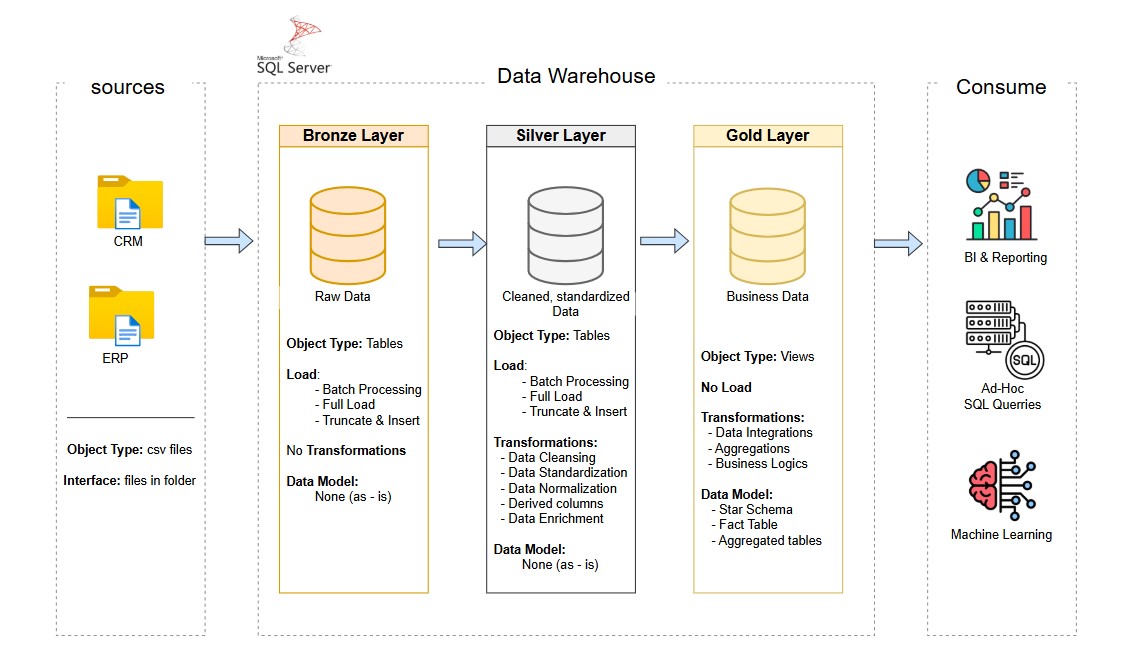 Microsoft
SQL Server
sources
Data Warehouse
Consume
CRM
ERP
Object Type: csv files
Interface: files in folder
Bronze Layer
Raw Data
Object Type: Tables
Load:
- Batch Processing
- Full Load
- Truncate & Insert
No Transformations
Data Model:
None (as - is)
Silver Layer
Cleaned, standardized
Data
Object Type: Tables
Load:
- Batch Processing
- Full Load
- Truncate & Insert
Transformations:
- Data Cleansing
- Data Standardization
- Data Normalization
- Derived columns
- Data Enrichment
Data Model:
None (as - is)
Gold Layer
Business Data
Object Type: Views
No Load
Transformations:
- Data Integrations
- Aggregations
- Business Logics
Data Model:
- Star Schema
- Fact Table
- Aggregated tables
BI & Reporting
SQL
Ad-Hoc
SQL Querries
Machine Learning